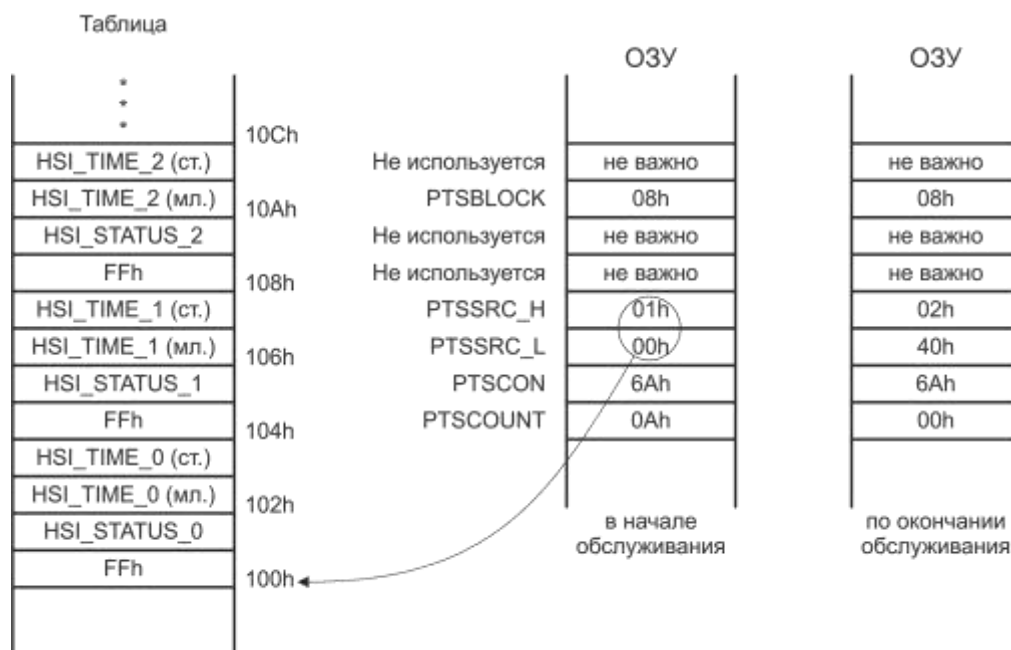 Таблица
ОЗУ
ОЗУ
*
*
*
10Ch
HSI_TIME_2 (ст.)
Не используется
не важно
не важно
HSI_TIME_2 (мл.)
10Ah
PTSBLOCK
08h
08h
HSI_STATUS_2
Не используется
не важно
не важно
FFh
108h
Не используется
не важно
не важно
HSI_TIME_1 (ст.)
PTSSRC_H
01h
02h
HSI_TIME_1 (мл.)
106h
PTSSRC_L
00h
40h
HSI_STATUS_1
PTSCON
6Ah
6Ah
FFh
104h
PTSCOUNT
0Ah
00h
HSI_TIME_0 (ст.)
HSI_TIME_0 (мл.)
102h
HSI_STATUS_0
FFh
100h
в начале
обслуживания
по окончании
обслуживания